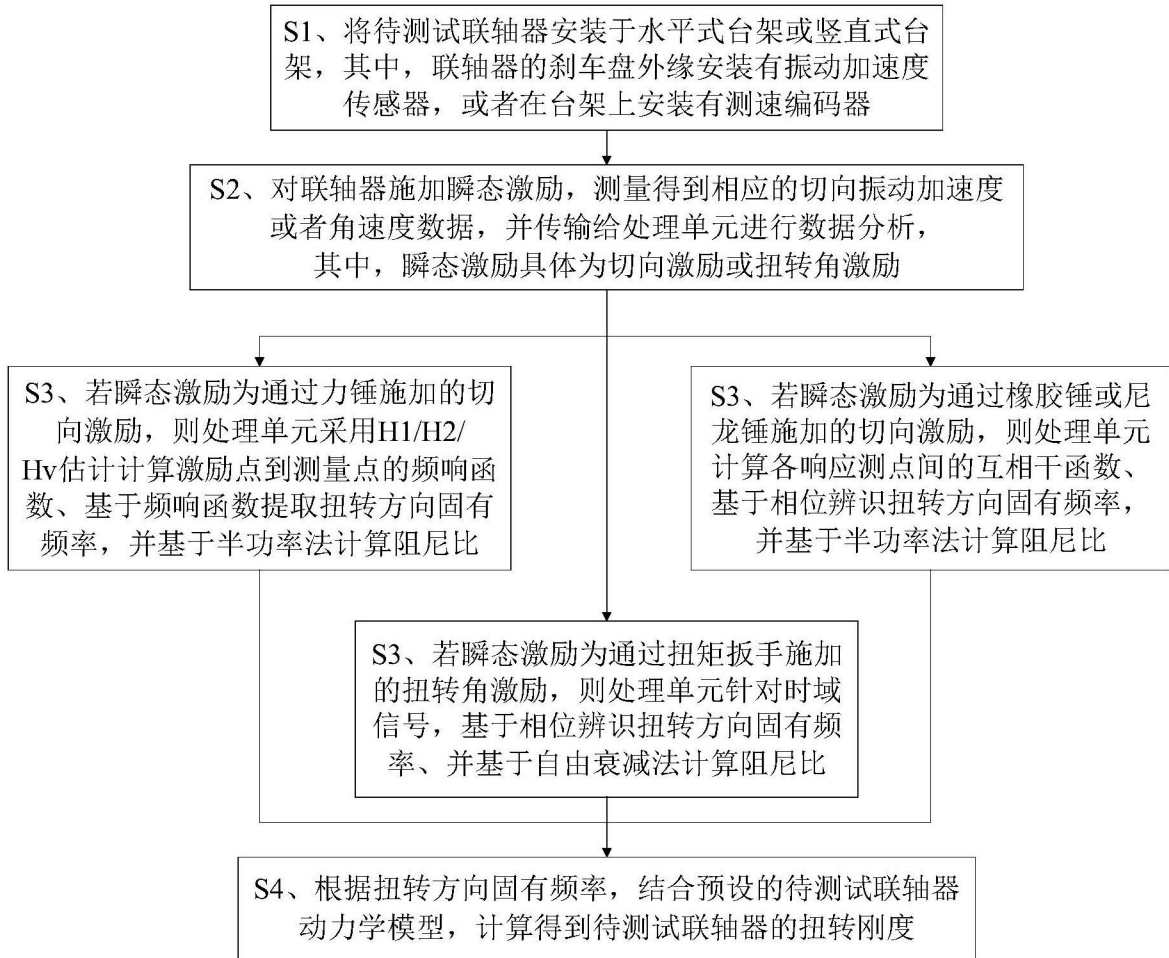 S1、将待测试联轴器安装于水平式台架或竖直式台
架，其中，联轴器的刹车盘外缘安装有振动加速度
传感器，或者在台架上安装有测速编码器
S2、对联轴器施加瞬态激励，测量得到相应的切向振动加速度
或者角速度数据，并传输给处理单元进行数据分析，
其中，瞬态激励具体为切向激励或扭转角激励
S3、若瞬态激励为通过力锤施加的切
向激励，则处理单元采用H1/H2/
Hv估计计算激励点到测量点的频响函
数、基于频响函数提取扭转方向固有
频率，并基于半功率法计算阻尼比
S3、若瞬态激励为通过橡胶锤或尼
龙锤施加的切向激励，则处理单元
计算各响应测点间的互相干函数、
基于相位辨识扭转方向固有频率，
并基于半功率法计算阻尼比
S3、若瞬态激励为通过扭矩扳手施加
的扭转角激励，则处理单元针对时域
信号，基于相位辨识扭转方向固有频
率、并基于自由衰减法计算阻尼比
S4、根据扭转方向固有频率，结合预设的待测试联轴器
动力学模型，计算得到待测试联轴器的扭转刚度